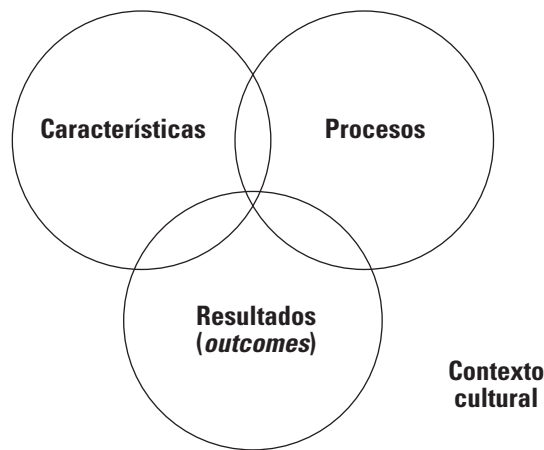 Características
Procesos
Resultados
(outcomes)
Contexto
cultural